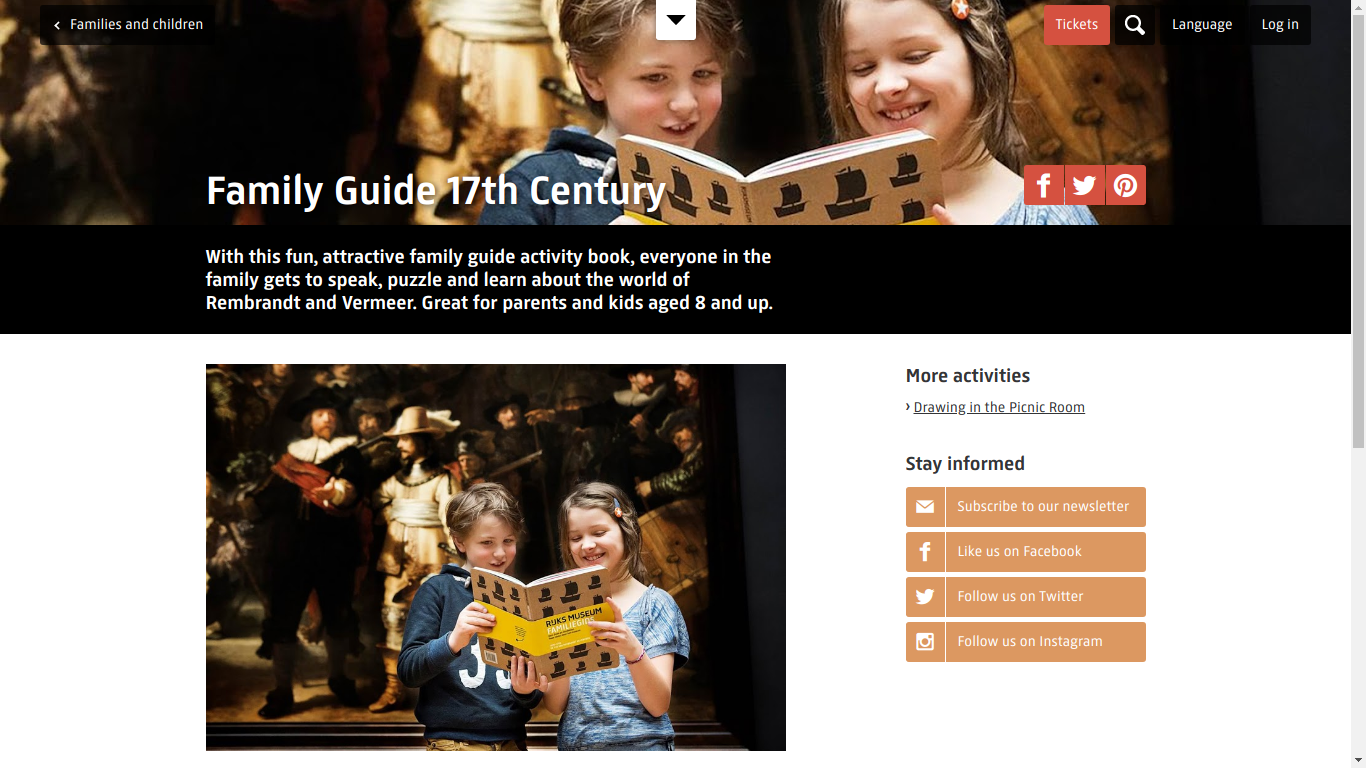 Families and children
Tickets
Language
Log in
Family Guide 17th Century
With this fun, attractive family guide activity book, everyone in the
family gets to speak, puzzle and learn about the world of
Rembrandt and Vermeer. Great for parents and kids aged 8 and up.
RIJKS MUSEUM
FAMILIEGIDS
More activities
› Drawing in the Picnic Room
Stay informed
Subscribe to our newsletter
Like us on Facebook
Follow us on Twitter
Follow us on Instagram